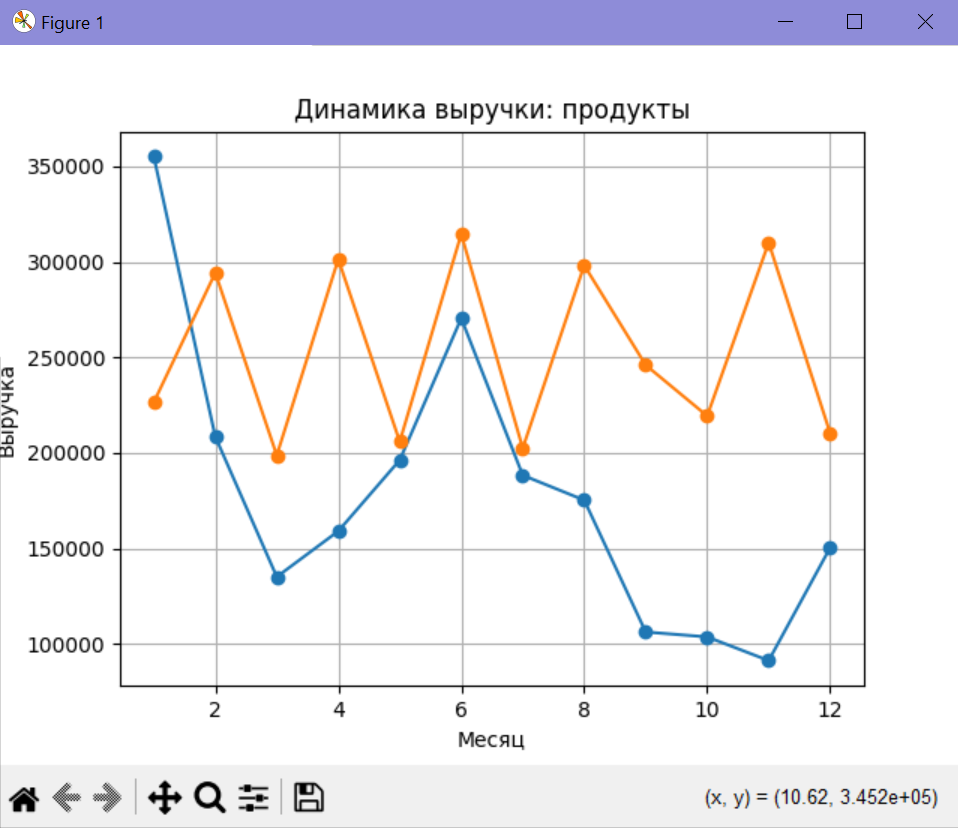 Figure 1
Динамика выручки: продукты
350000
300000
250000
200000
150000
100000
Выручка
2 4 6 8 10 12
Месяц
(x, y) = (10.62, 3.452e+05)